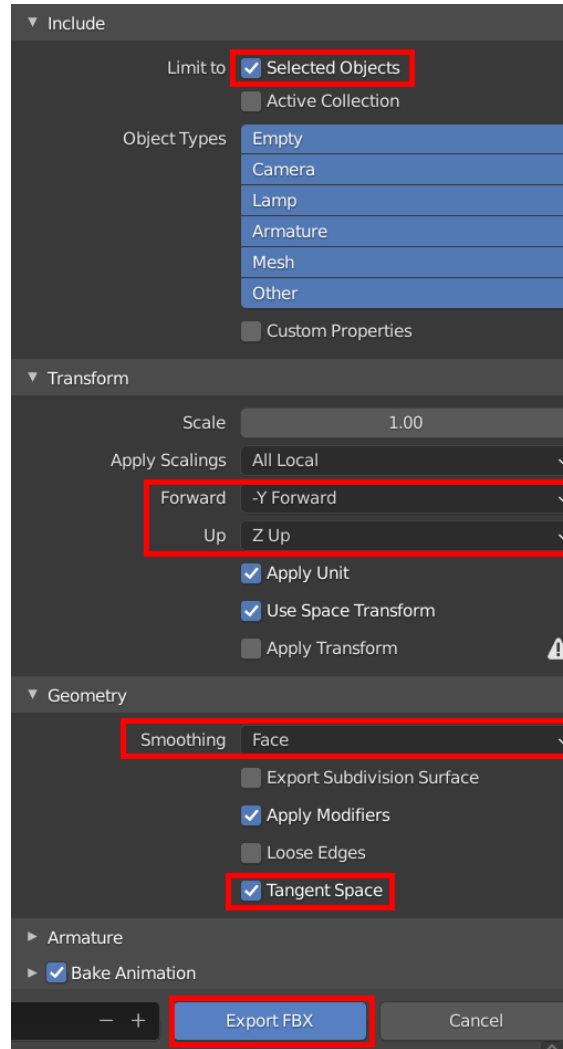 Include
Limit to Selected Objects
Active Collection
Object Types Empty
Camera
Lamp
Armature
Mesh
Other
Custom Properties
Transform
Scale 1.00
Apply Scalings All Local
Forward -Y Forward
Up Z Up
Apply Unit
Use Space Transform
Apply Transform
Geometry
Smoothing Face
Export Subdivision Surface
Apply Modifiers
Loose Edges
Tangent Space
Armature
Bake Animation
− + Export FBX Cancel